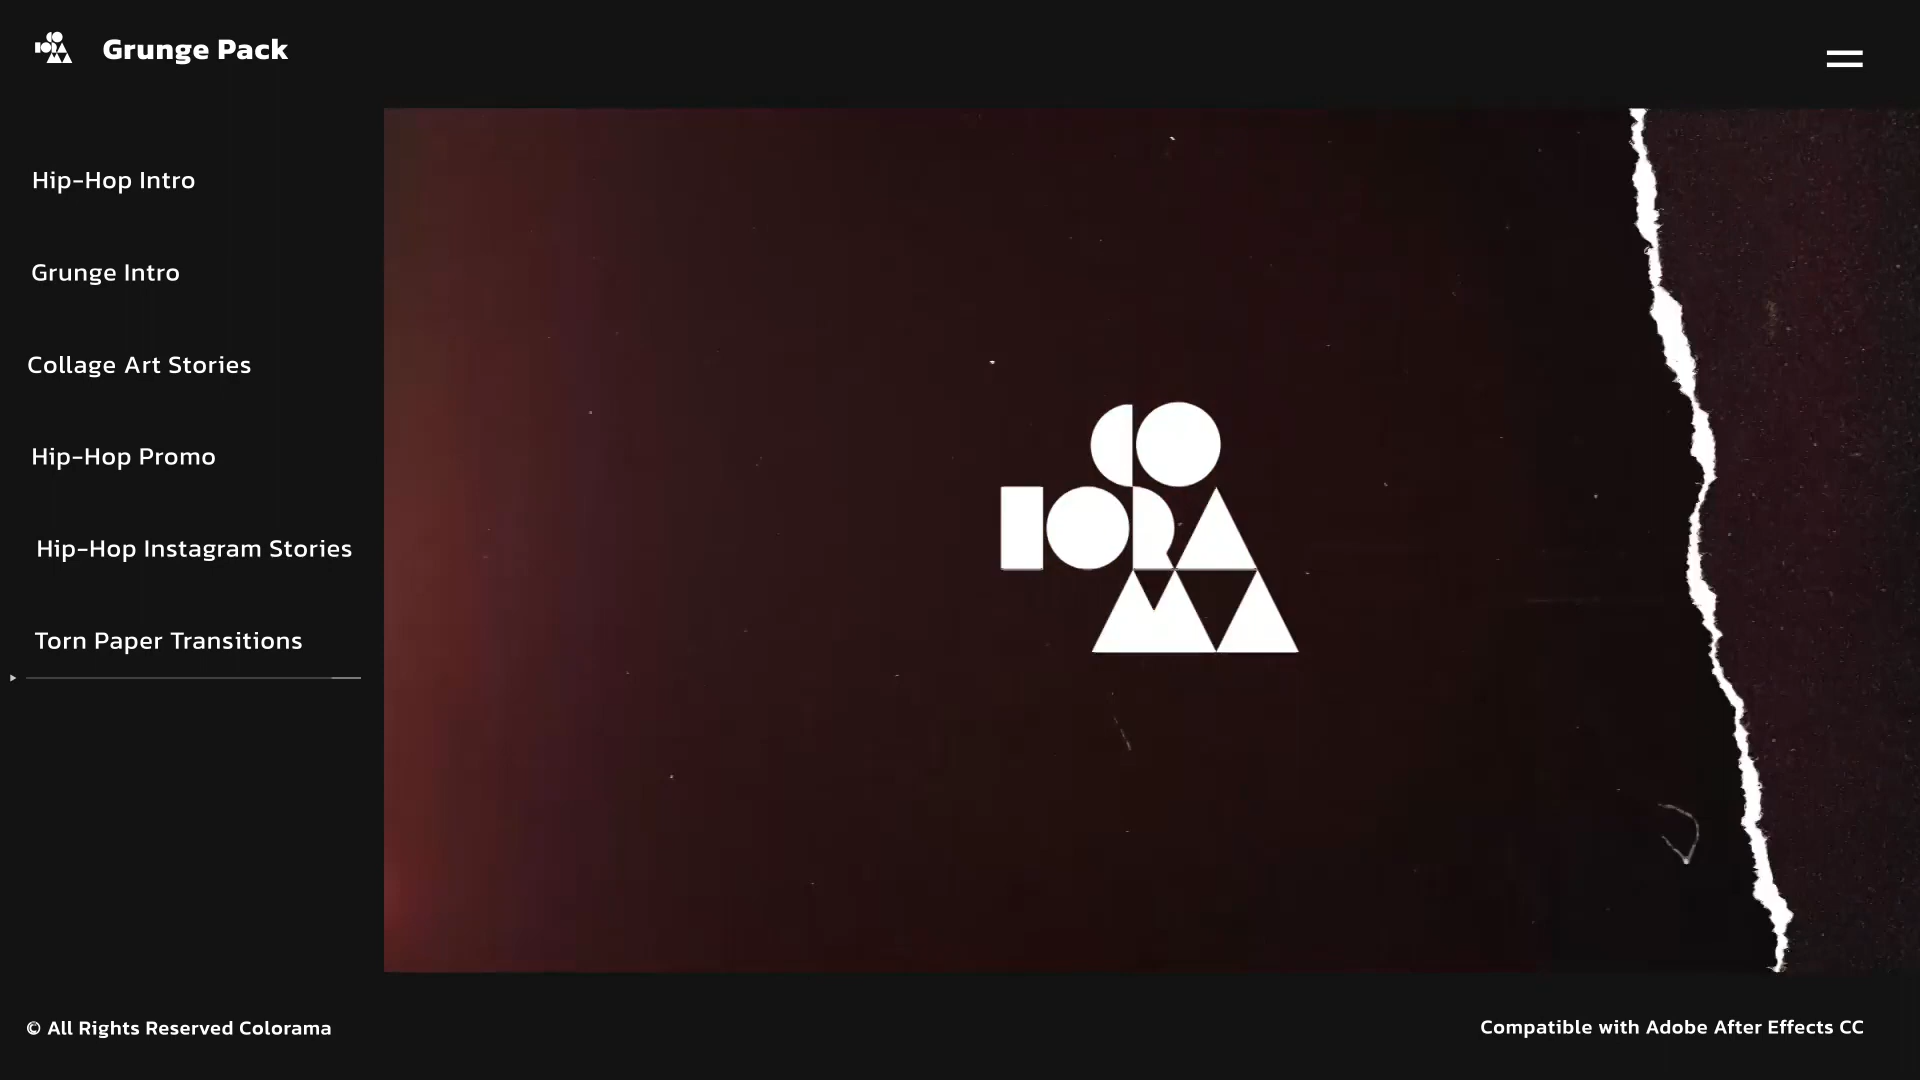 Grunge Pack
Hip-Hop Intro
Grunge Intro
Collage Art Stories
Hip-Hop Promo
Hip-Hop Instagram Stories
Torn Paper Transitions
CO
LORA
MA
© All Rights Reserved Colorama
Compatible with Adobe After Effects CC